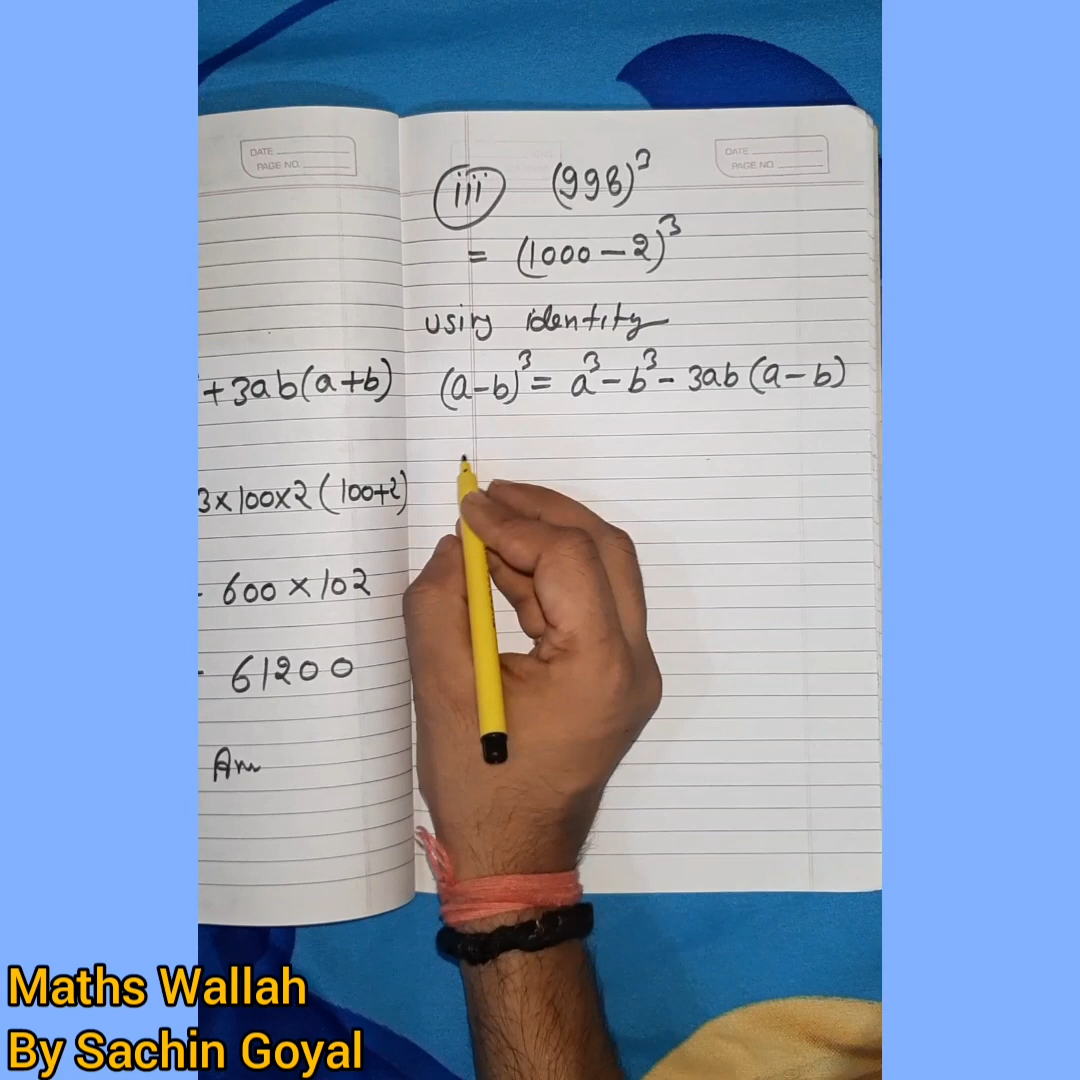 DATE
PAGE NO.
+3ab(a+b)
3×100×2(100+2)
- 600×102
- 61200
Ans
DATE
PAGE NO.
iii (998)³
= (1000-2)³
using identity
(a-b)³ = a³-b³-3ab(a-b)
Maths Wallah
By Sachin Goyal